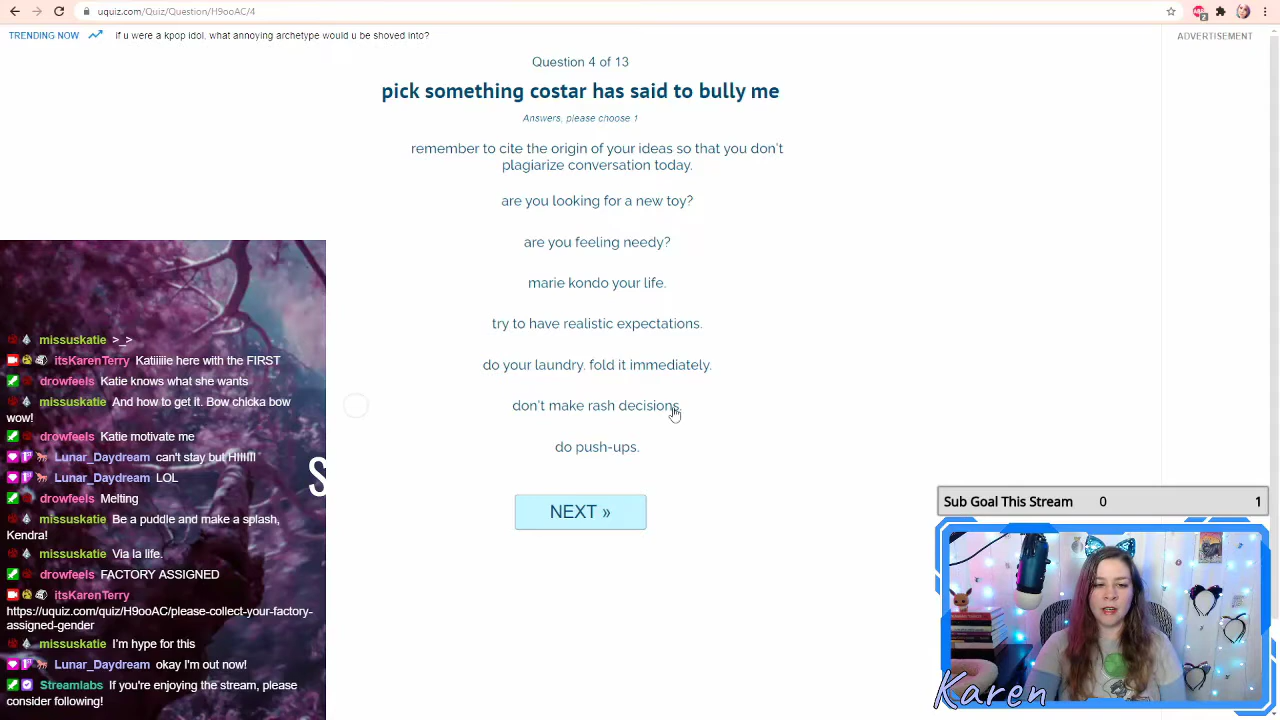 uquiz.com/Quiz/Question/H9ooAC/4
TRENDING NOW if u were a kpop idol, what annoying archetype would u be shoved into?
ADVERTISEMENT
Question 4 of 13
pick something costar has said to bully me
Answers, please choose 1
remember to cite the origin of your ideas so that you don't
plagiarize conversation today.
are you looking for a new toy?
are you feeling needy?
marie kondo your life.
try to have realistic expectations.
do your laundry. fold it immediately.
don't make rash decisions.
do push-ups.
NEXT »
missuskatie >_>
itsKarenTerry Katiiiiie here with the FIRST
drowfeels Katie knows what she wants
missuskatie And how to get it. Bow chicka bow
wow!
drowfeels Katie motivate me
Lunar_Daydream can't stay but HIIIIII
Lunar_Daydream LOL
drowfeels Melting
missuskatie Be a puddle and make a splash,
Kendra!
missuskatie Via la life.
drowfeels FACTORY ASSIGNED
itsKarenTerry
https://uquiz.com/quiz/H9ooAC/please-collect-your-factory-
assigned-gender
missuskatie I'm hype for this
Lunar_Daydream okay I'm out now!
Streamlabs If you're enjoying the stream, please
consider following!
S
Sub Goal This Stream 0 1
Karen